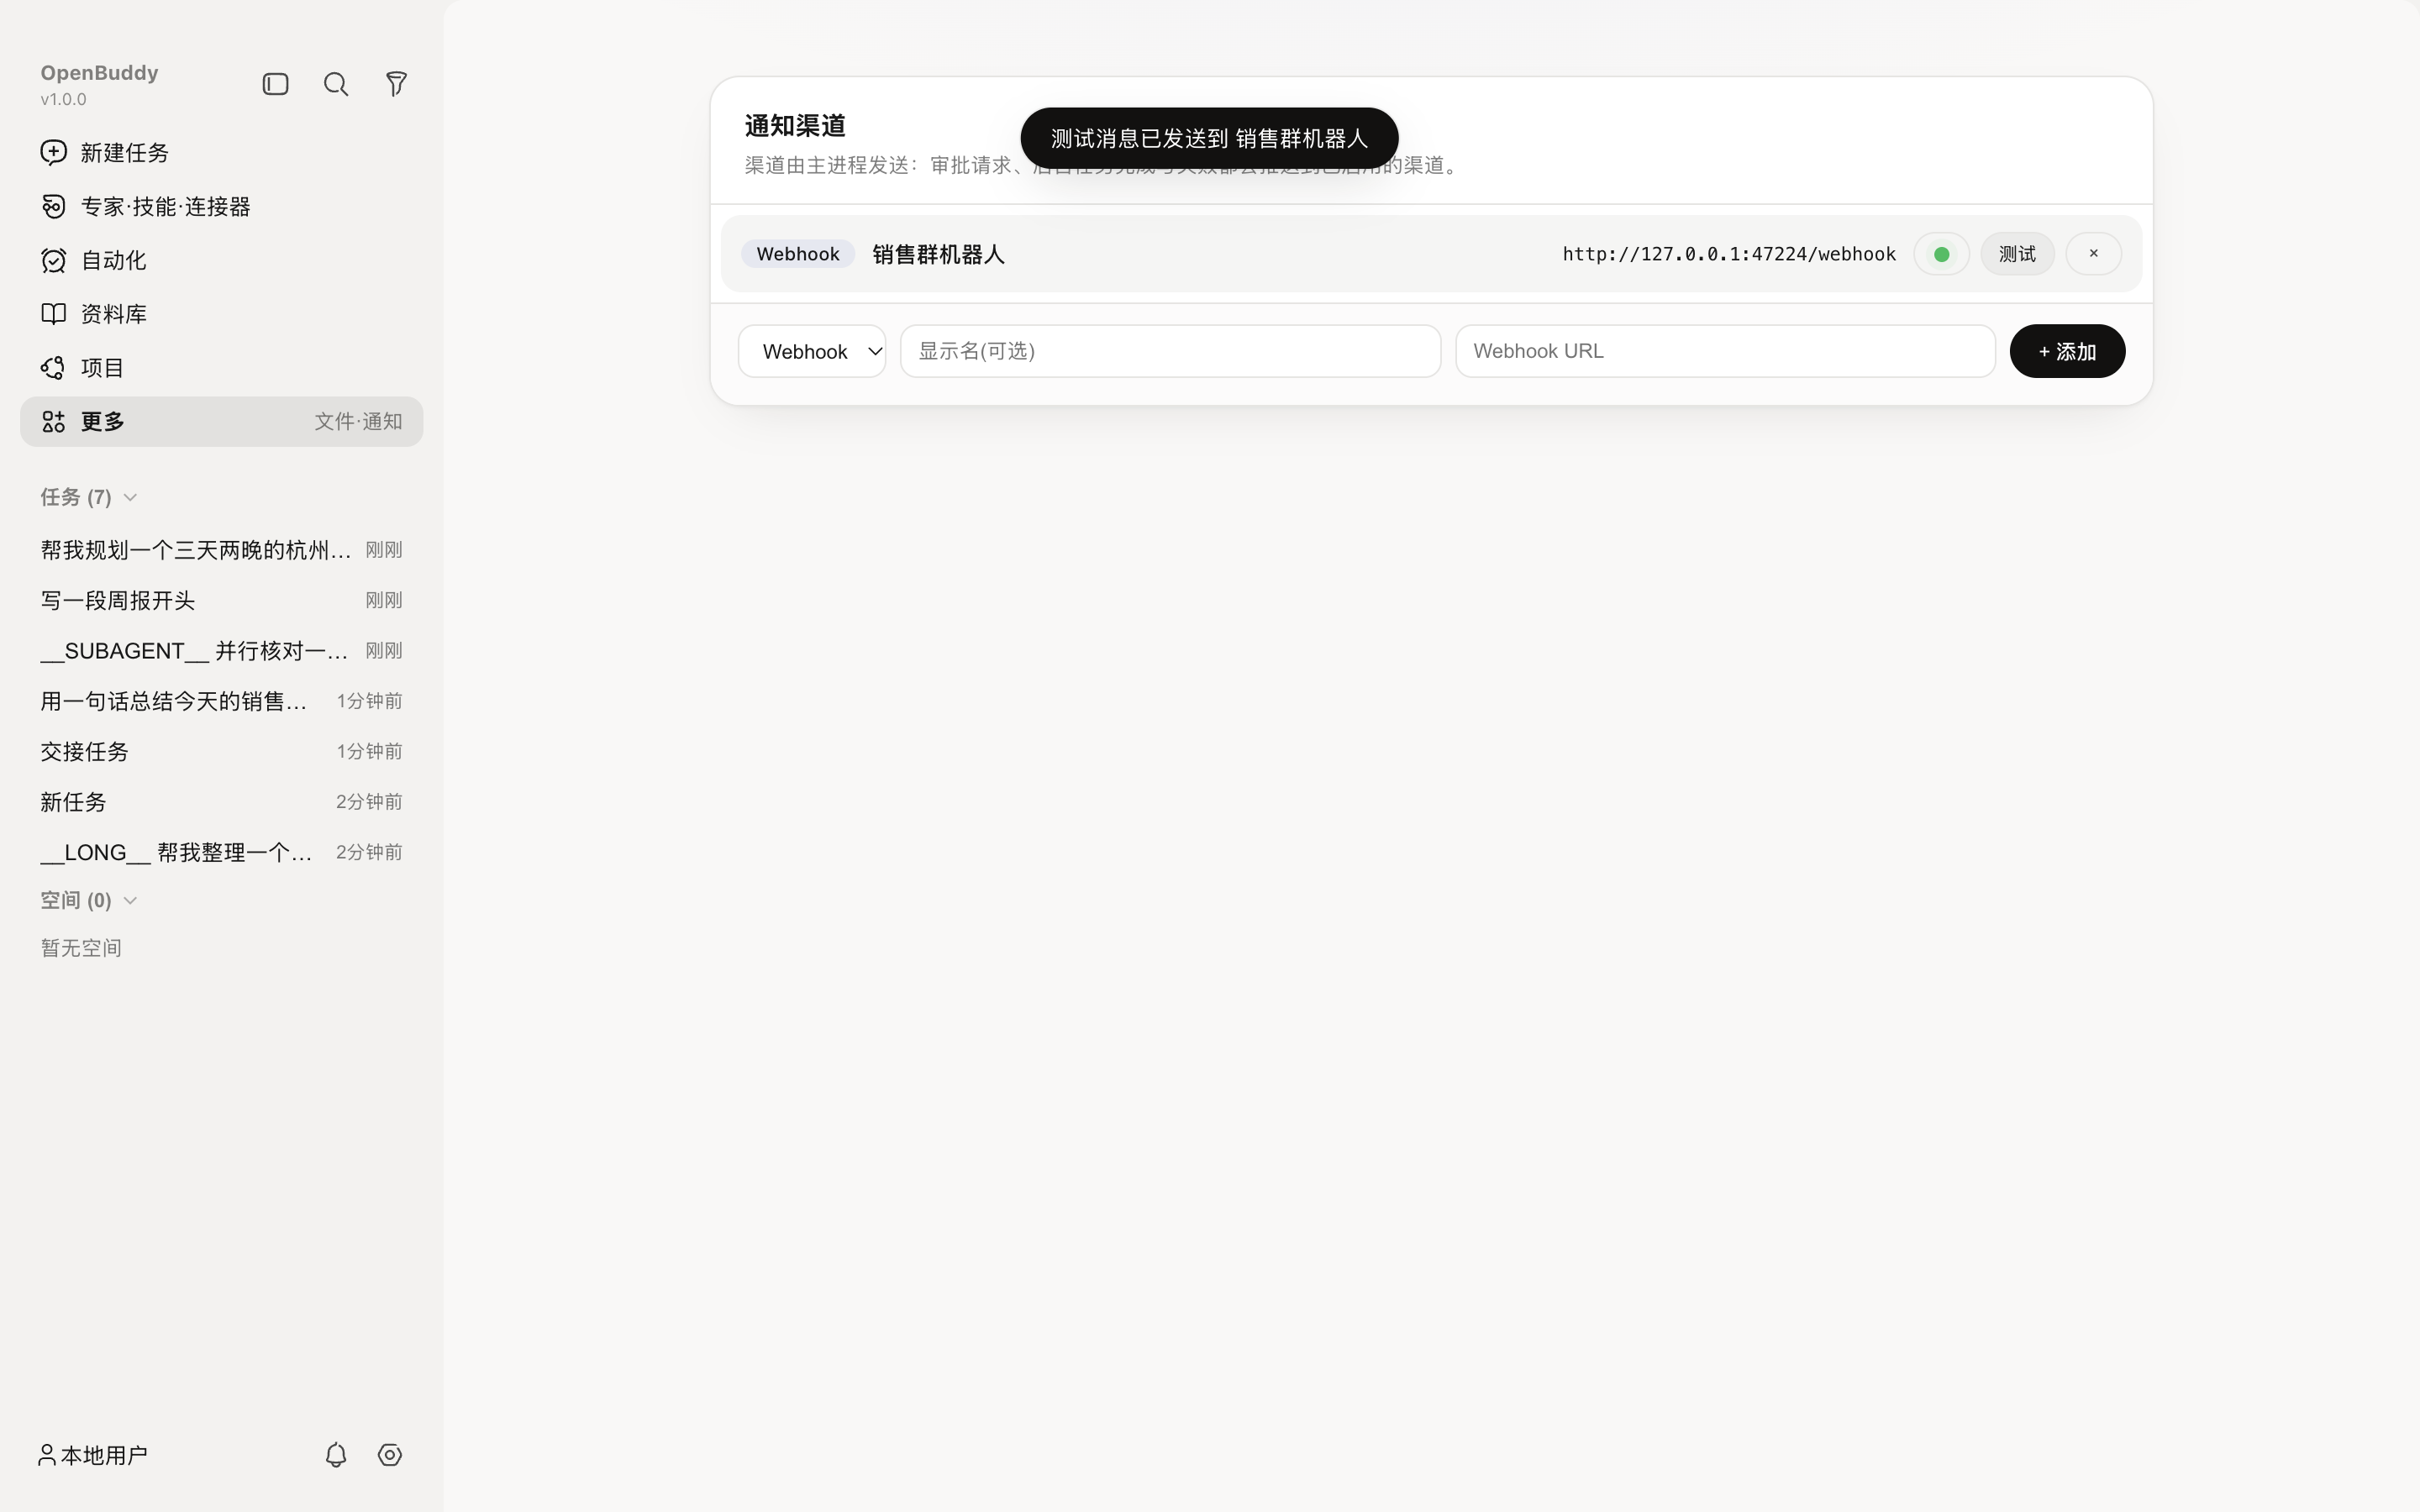 OpenBuddy
v1.0.0
新建任务
专家·技能·连接器
自动化
资料库
项目
更多 文件·通知
任务 (7)
帮我规划一个三天两晚的杭州… 刚刚
写一段周报开头 刚刚
__SUBAGENT__ 并行核对一… 刚刚
用一句话总结今天的销售… 1分钟前
交接任务 1分钟前
新任务 2分钟前
__LONG__ 帮我整理一个… 2分钟前
空间 (0)
暂无空间
本地用户
通知渠道
测试消息已发送到 销售群机器人
渠道由主进程发送：审批请求、的渠道。
Webhook 销售群机器人 http://127.0.0.1:47224/webhook 测试 ×
Webhook 显示名(可选) Webhook URL + 添加